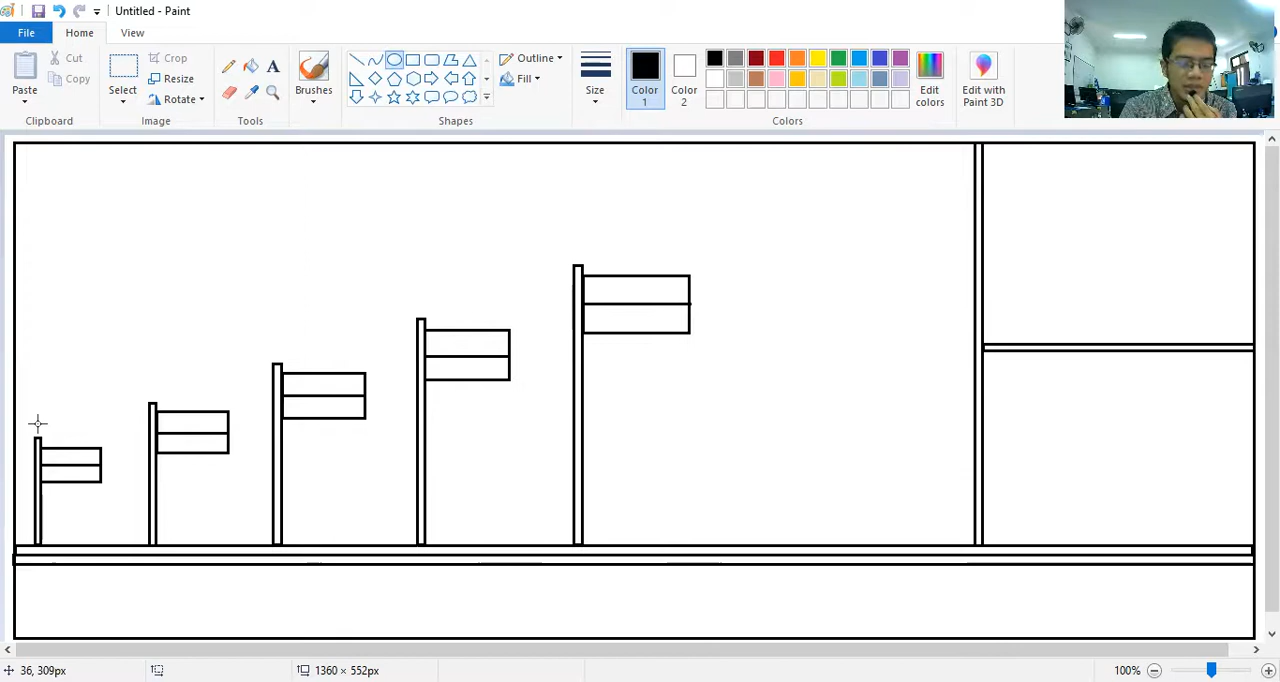 Untitled - Paint
File Home View
Paste
Cut
Copy
Clipboard
Select
Crop
Resize
Rotate
Image
A
Tools
Brushes
Outline
Fill
Shapes
Size
Color 1
Color 2
Edit colors
Colors
Edit with Paint 3D
36, 309px
1360 × 552px
100%